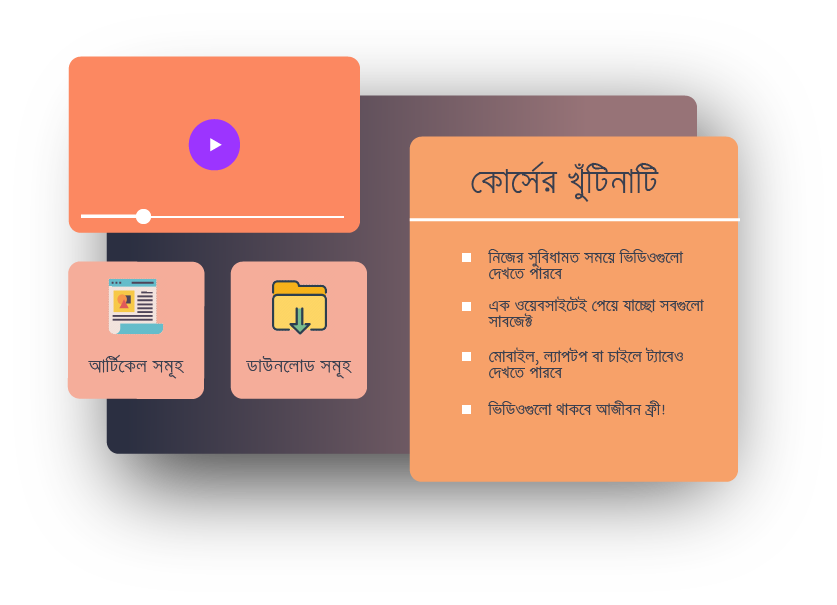 কোর্সের খুঁটিনাটি
নিজের সুবিধামত সময়ে ভিডিওগুলো
দেখতে পারবে
এক ওয়েবসাইটেই পেয়ে যাচ্ছো সবগুলো
সাবজেক্ট
মোবাইল, ল্যাপটপ বা চাইলে ট্যাবেও
দেখতে পারবে
ভিডিওগুলো থাকবে আজীবন ফ্রী!
আর্টিকেল সমূহ
ডাউনলোড সমূহ